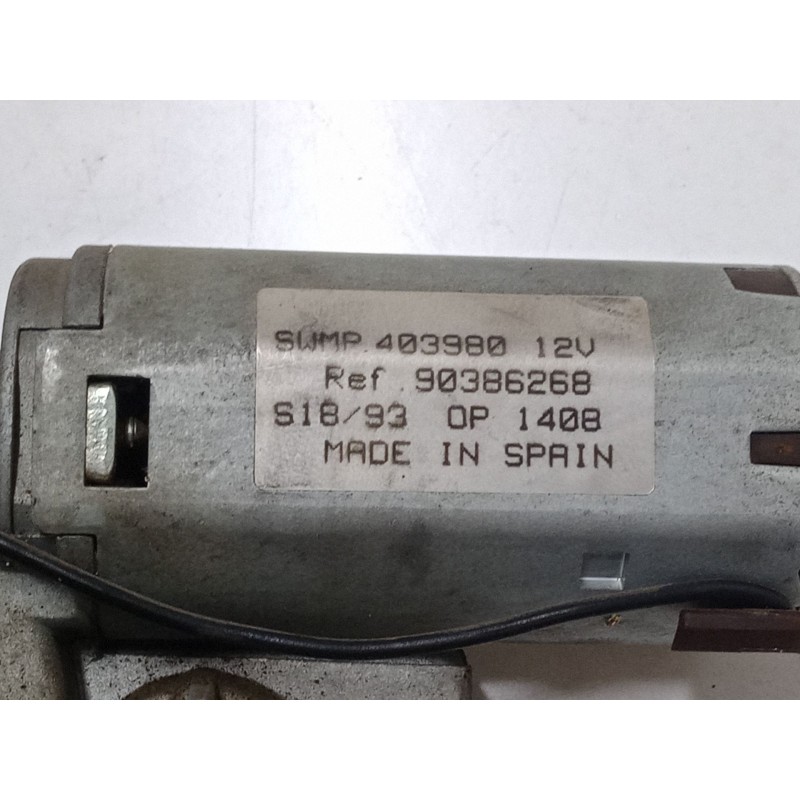 SWMP 403980 12V
Ref. 90386268
S18/93 OP 1408
MADE IN SPAIN